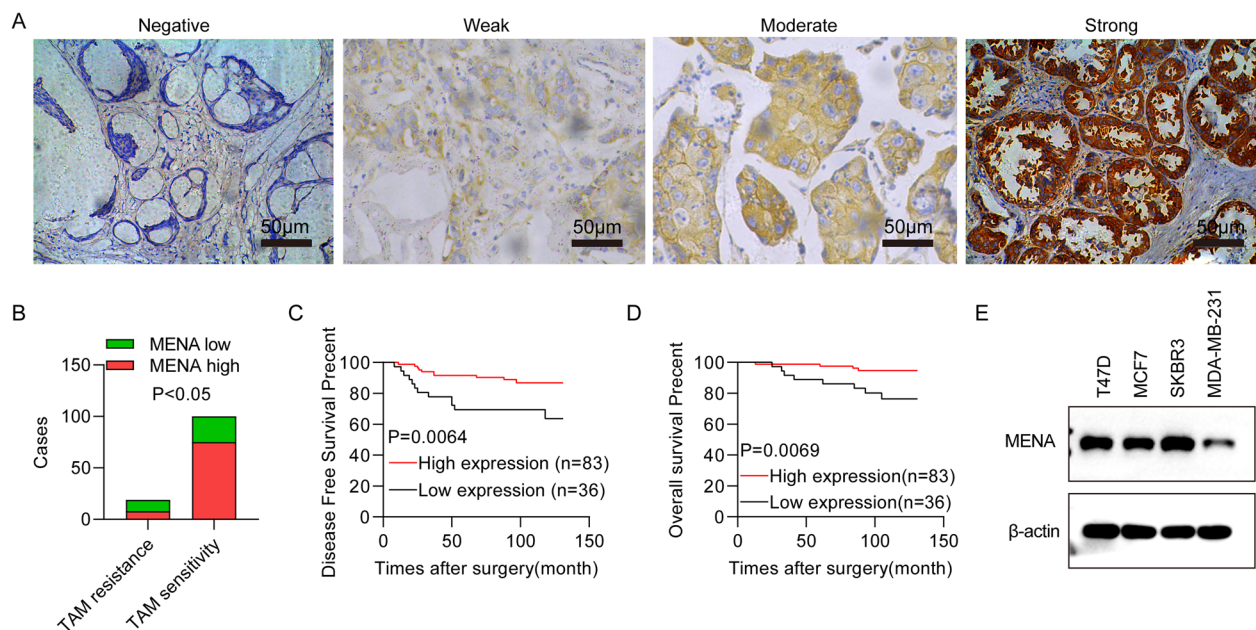 A
Negative
Weak
Moderate
Strong
50μm
50μm
50μm
50μm
B
MENA low
MENA high
P<0.05
150
100
50
0
Cases
TAM resistance
TAM sensitivity
C
Disease Free Survival Precent
100
80
60
40
20
0
P=0.0064
High expression (n=83)
Low expression (n=36)
0
50
100
150
Times after surgery(month)
D
Overall survival Precent
100
80
60
40
20
0
P=0.0069
High expression(n=83)
Low expression(n=36)
0
50
100
150
Times after surgery(month)
E
T47D
MCF7
SKBR3
MDA-MB-231
MENA
β-actin